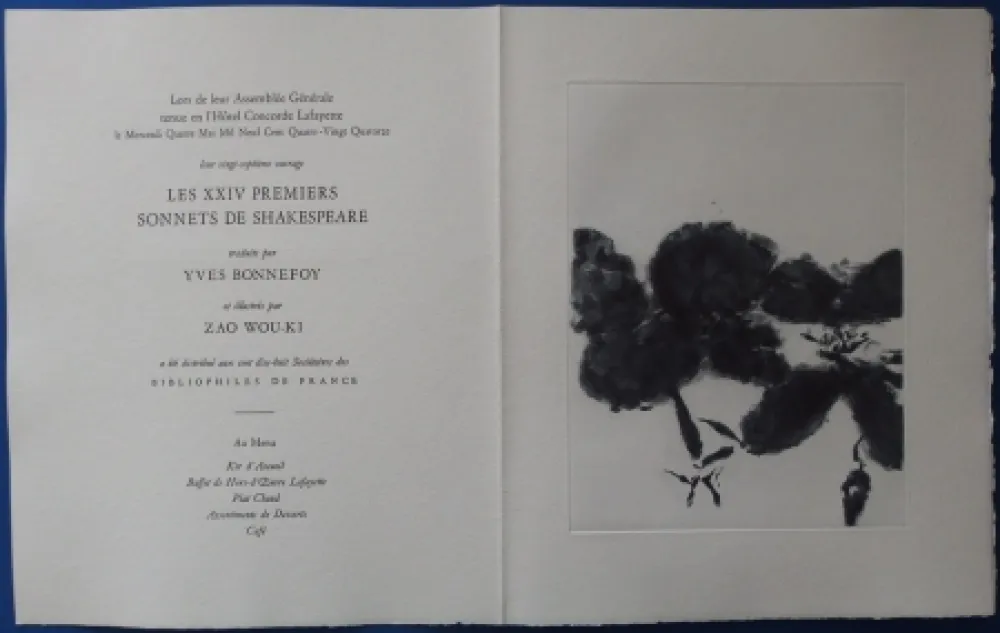 Lors de leur Assemblée Générale
tenue en l'Hôtel Concorde Lafayette
le Mercredi Quatre Mai Mil Neuf Cent Quatre-Vingt Quatorze
leur vingt-septième ouvrage
LES XXIV PREMIERS
SONNETS DE SHAKESPEARE
traduits par
YVES BONNEFOY
et illustrés par
ZAO WOU-KI
a été distribué aux cent dix-huit Sociétaires des
BIBLIOPHILES DE FRANCE
Au Menu
Kir d'Accueil
Buffet de Hors-d'Œuvre Lafayette
Plat Chaud
Assortiments de Desserts
Café